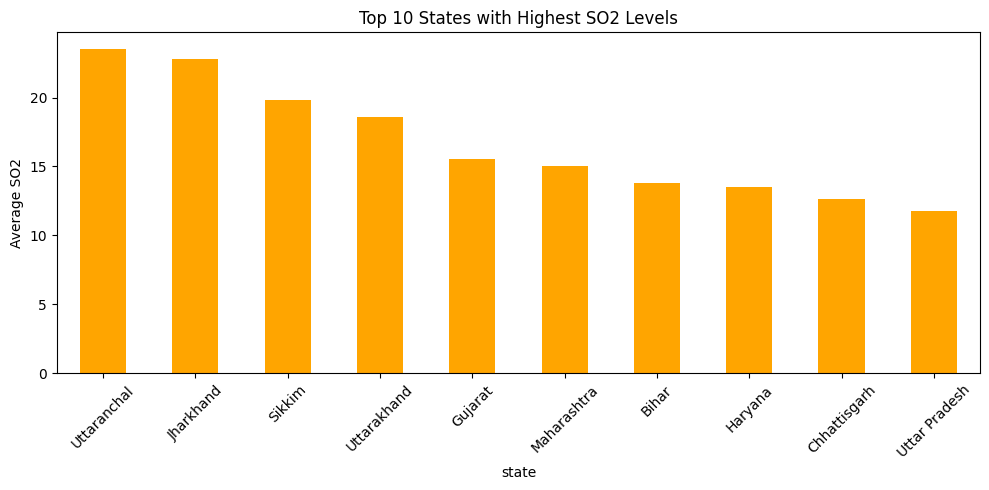 Top 10 States with Highest SO2 Levels
Average SO2
20
15
10
5
0
Uttaranchal
Jharkhand
Sikkim
Uttarakhand
Gujarat
Maharashtra
Bihar
Haryana
Chhattisgarh
Uttar Pradesh
state